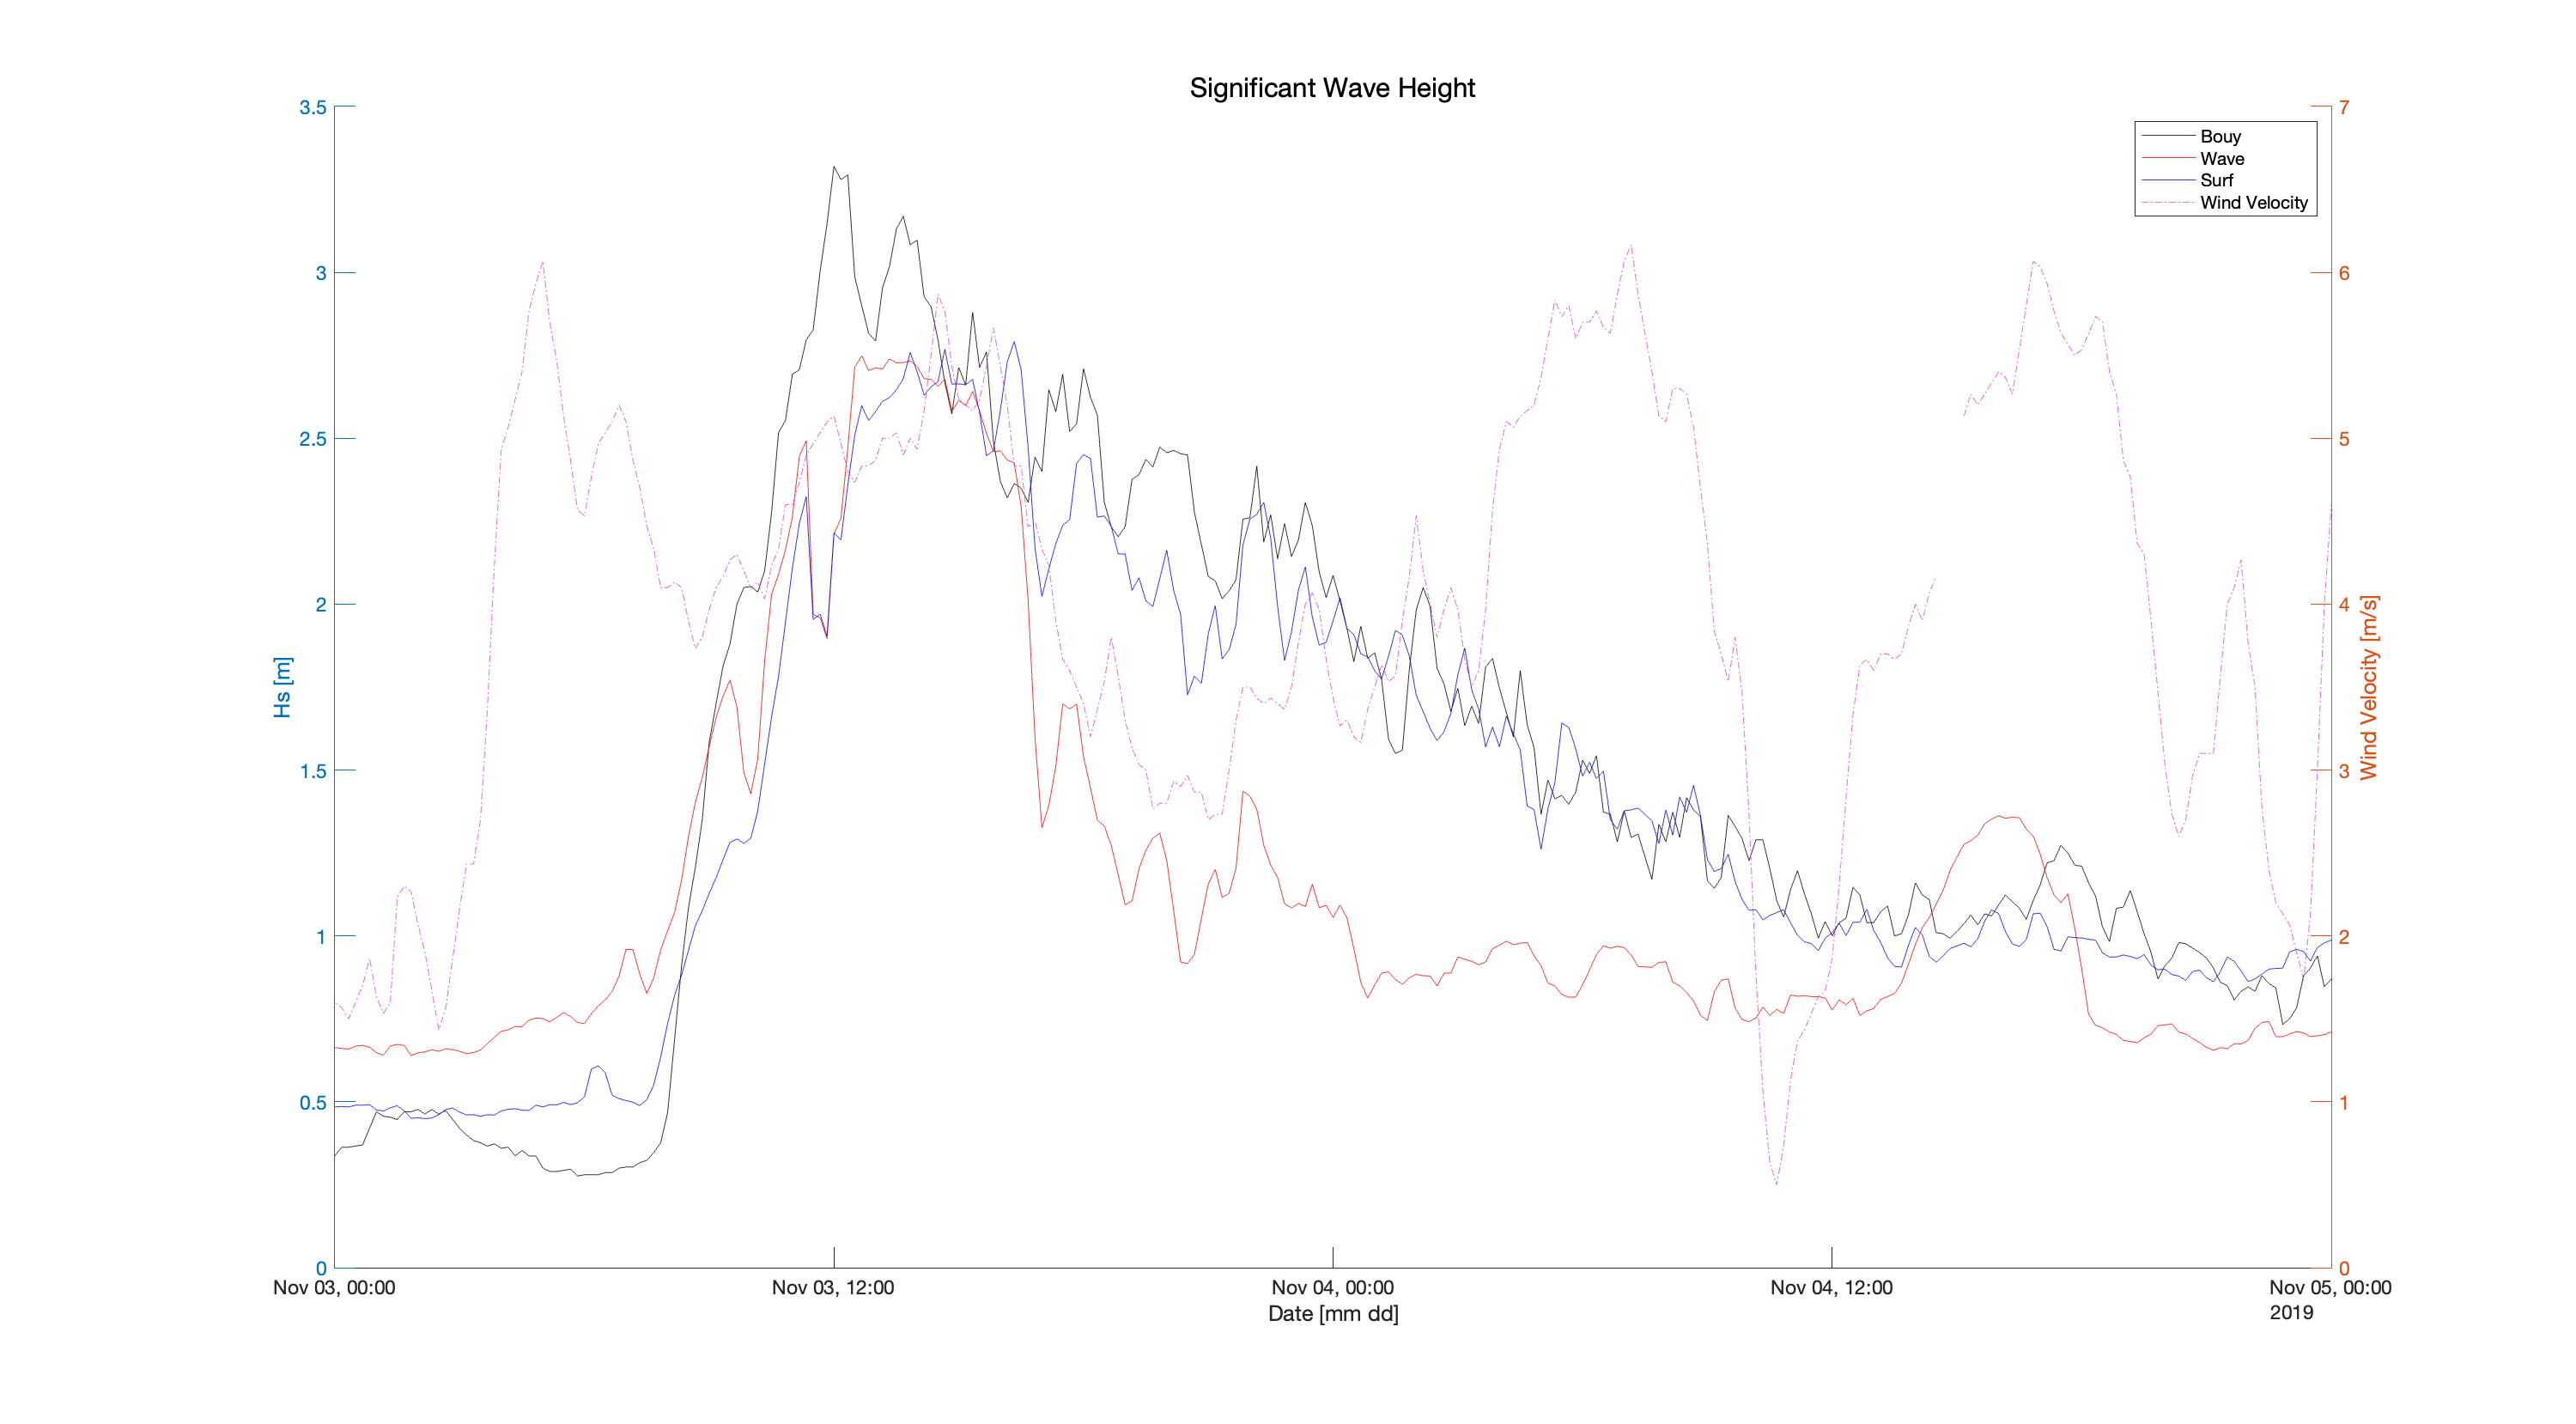 Significant Wave Height
3.5
3
2.5
2
1.5
1
0.5
0
Hs [m]
7
6
5
4
3
2
1
0
Wind Velocity [m/s]
Bouy
Wave
Surf
Wind Velocity
Nov 03, 00:00
Nov 03, 12:00
Nov 04, 00:00
Nov 04, 12:00
Nov 05, 00:00
Date [mm dd]
2019